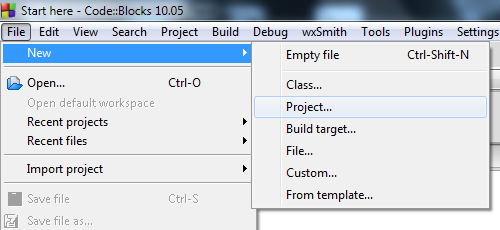 Start here - Code::Blocks 10.05
File Edit View Search Project Build Debug wxSmith Tools Plugins Settings
New
Open... Ctrl-O
Open default workspace
Recent projects
Recent files
Import project
Save file Ctrl-S
Save file as...
Empty file Ctrl-Shift-N
Class...
Project...
Build target...
File...
Custom...
From template...